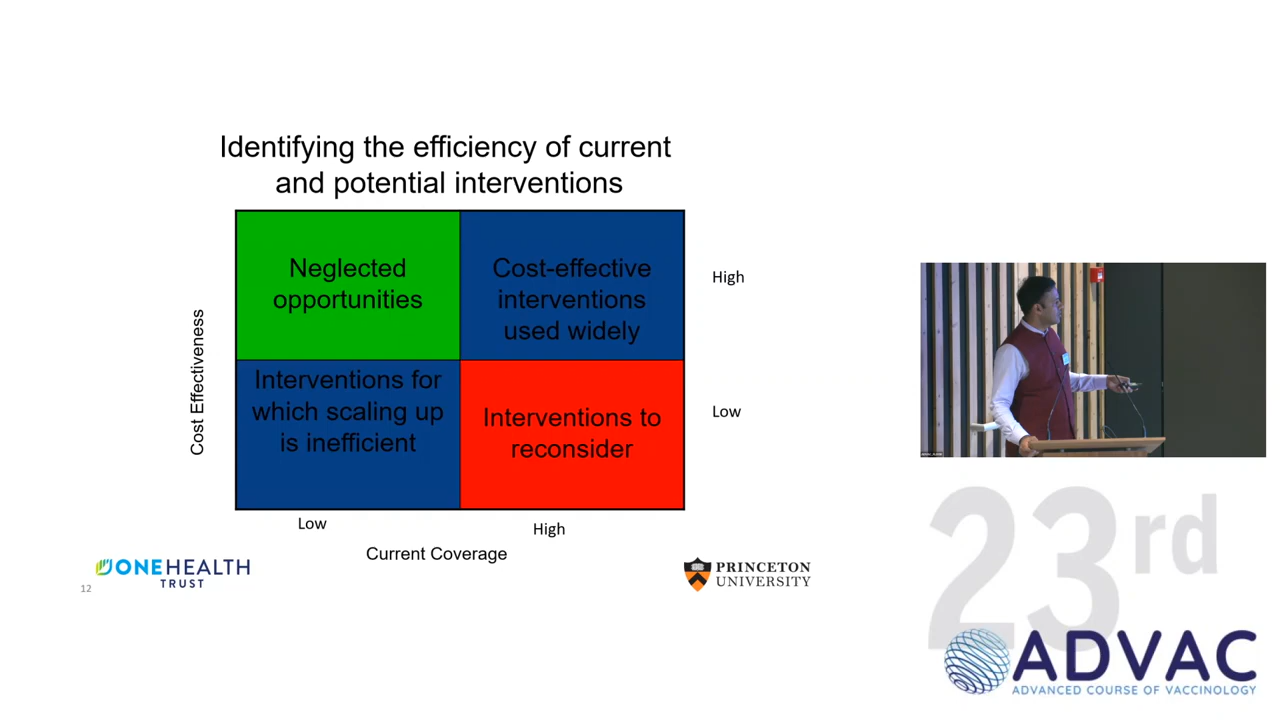 Identifying the efficiency of current
and potential interventions
Neglected
opportunities
Cost-effective
interventions
used widely
High
Cost Effectiveness
Interventions for
which scaling up
is inefficient
Interventions to
reconsider
Low
Low
High
Current Coverage
ONEHEALTH
TRUST
12
PRINCETON
UNIVERSITY
23rd
ADVAC
ADVANCED COURSE OF VACCINOLOGY